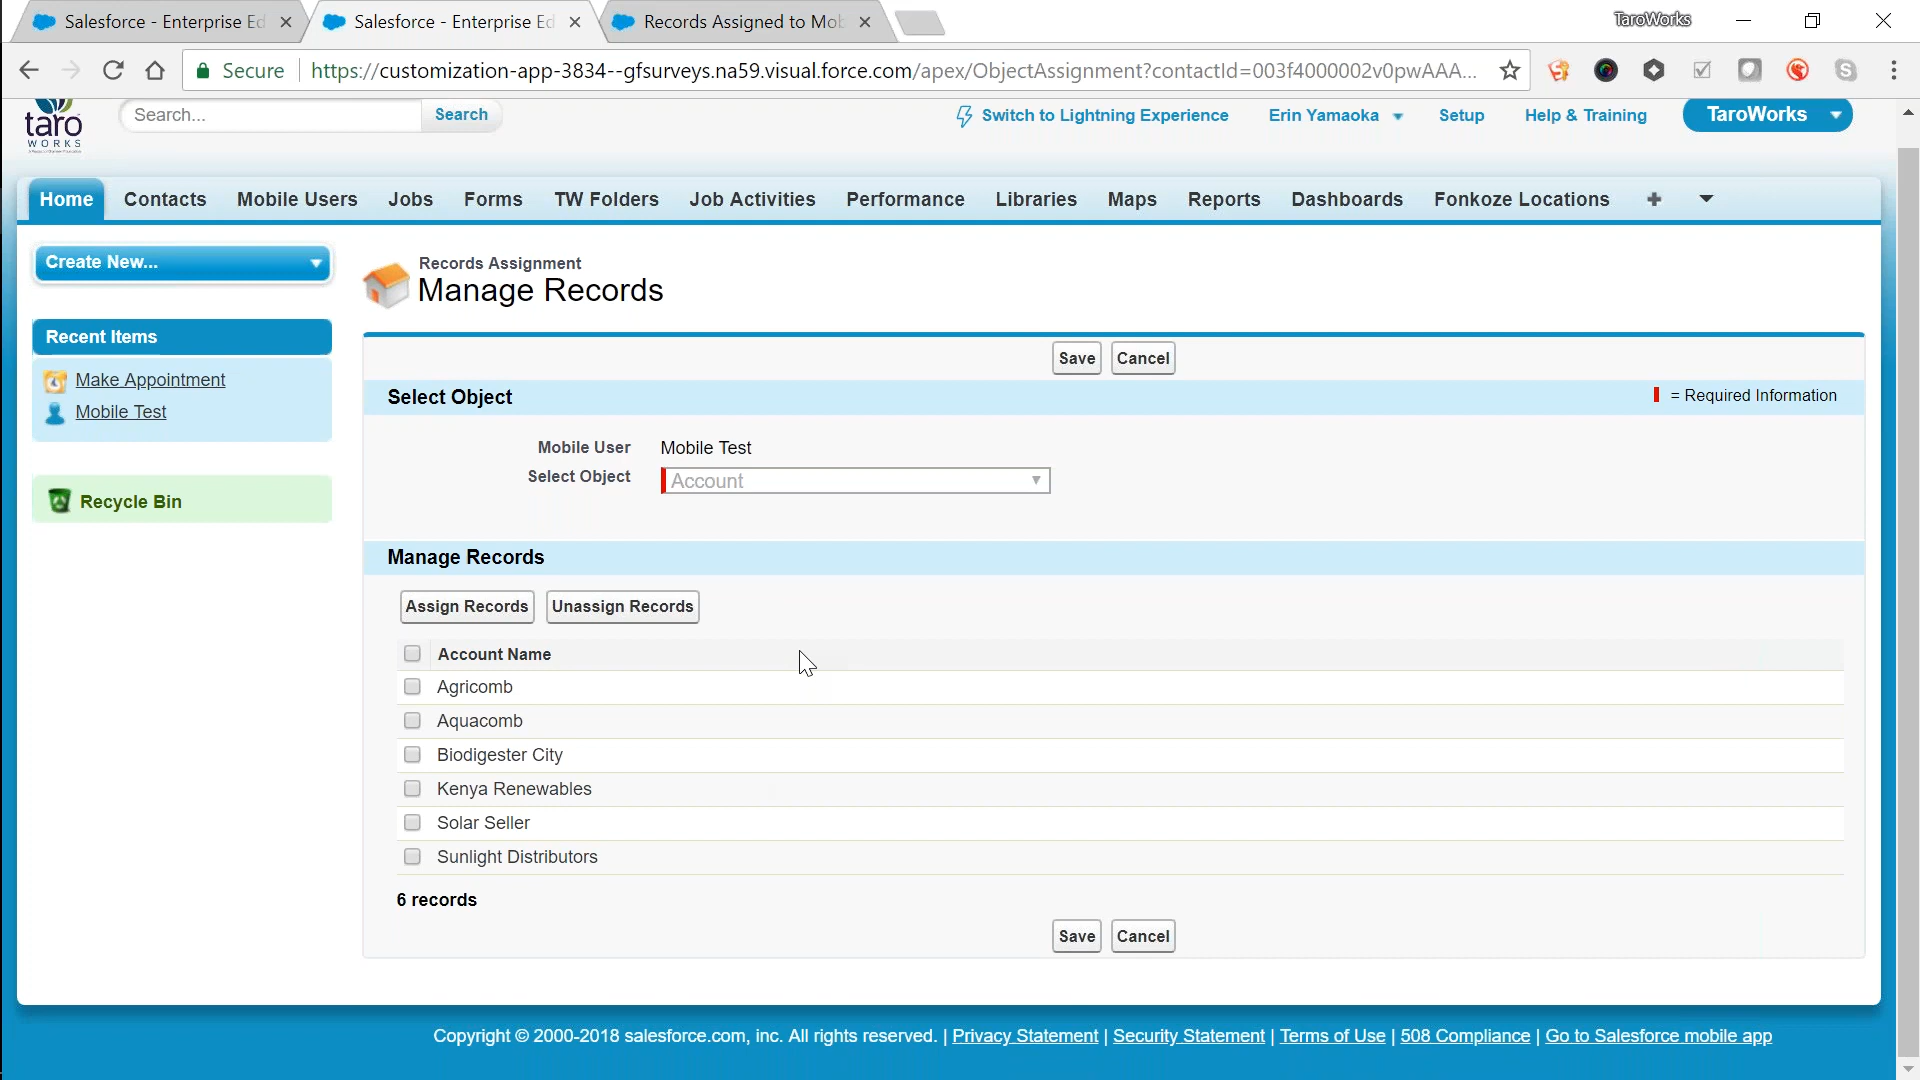 Salesforce - Enterprise Ed
Salesforce - Enterprise Ed
Records Assigned to Mob
TaroWorks
Secure
https://customization-app-3834--gfsurveys.na59.visual.force.com/apex/ObjectAssignment?contactId=003f4000002v0pwAAA...
taro
WORKS
Search...
Search
Switch to Lightning Experience
Erin Yamaoka
Setup
Help & Training
TaroWorks
Home
Contacts
Mobile Users
Jobs
Forms
TW Folders
Job Activities
Performance
Libraries
Maps
Reports
Dashboards
Fonkoze Locations
+
Create New...
Recent Items
Make Appointment
Mobile Test
Recycle Bin
Records Assignment
Manage Records
Save
Cancel
Select Object
= Required Information
Mobile User
Mobile Test
Select Object
Account
Manage Records
Assign Records
Unassign Records
Account Name
Agricomb
Aquacomb
Biodigester City
Kenya Renewables
Solar Seller
Sunlight Distributors
6 records
Save
Cancel
Copyright © 2000-2018 salesforce.com, inc. All rights reserved. | Privacy Statement | Security Statement | Terms of Use | 508 Compliance | Go to Salesforce mobile app